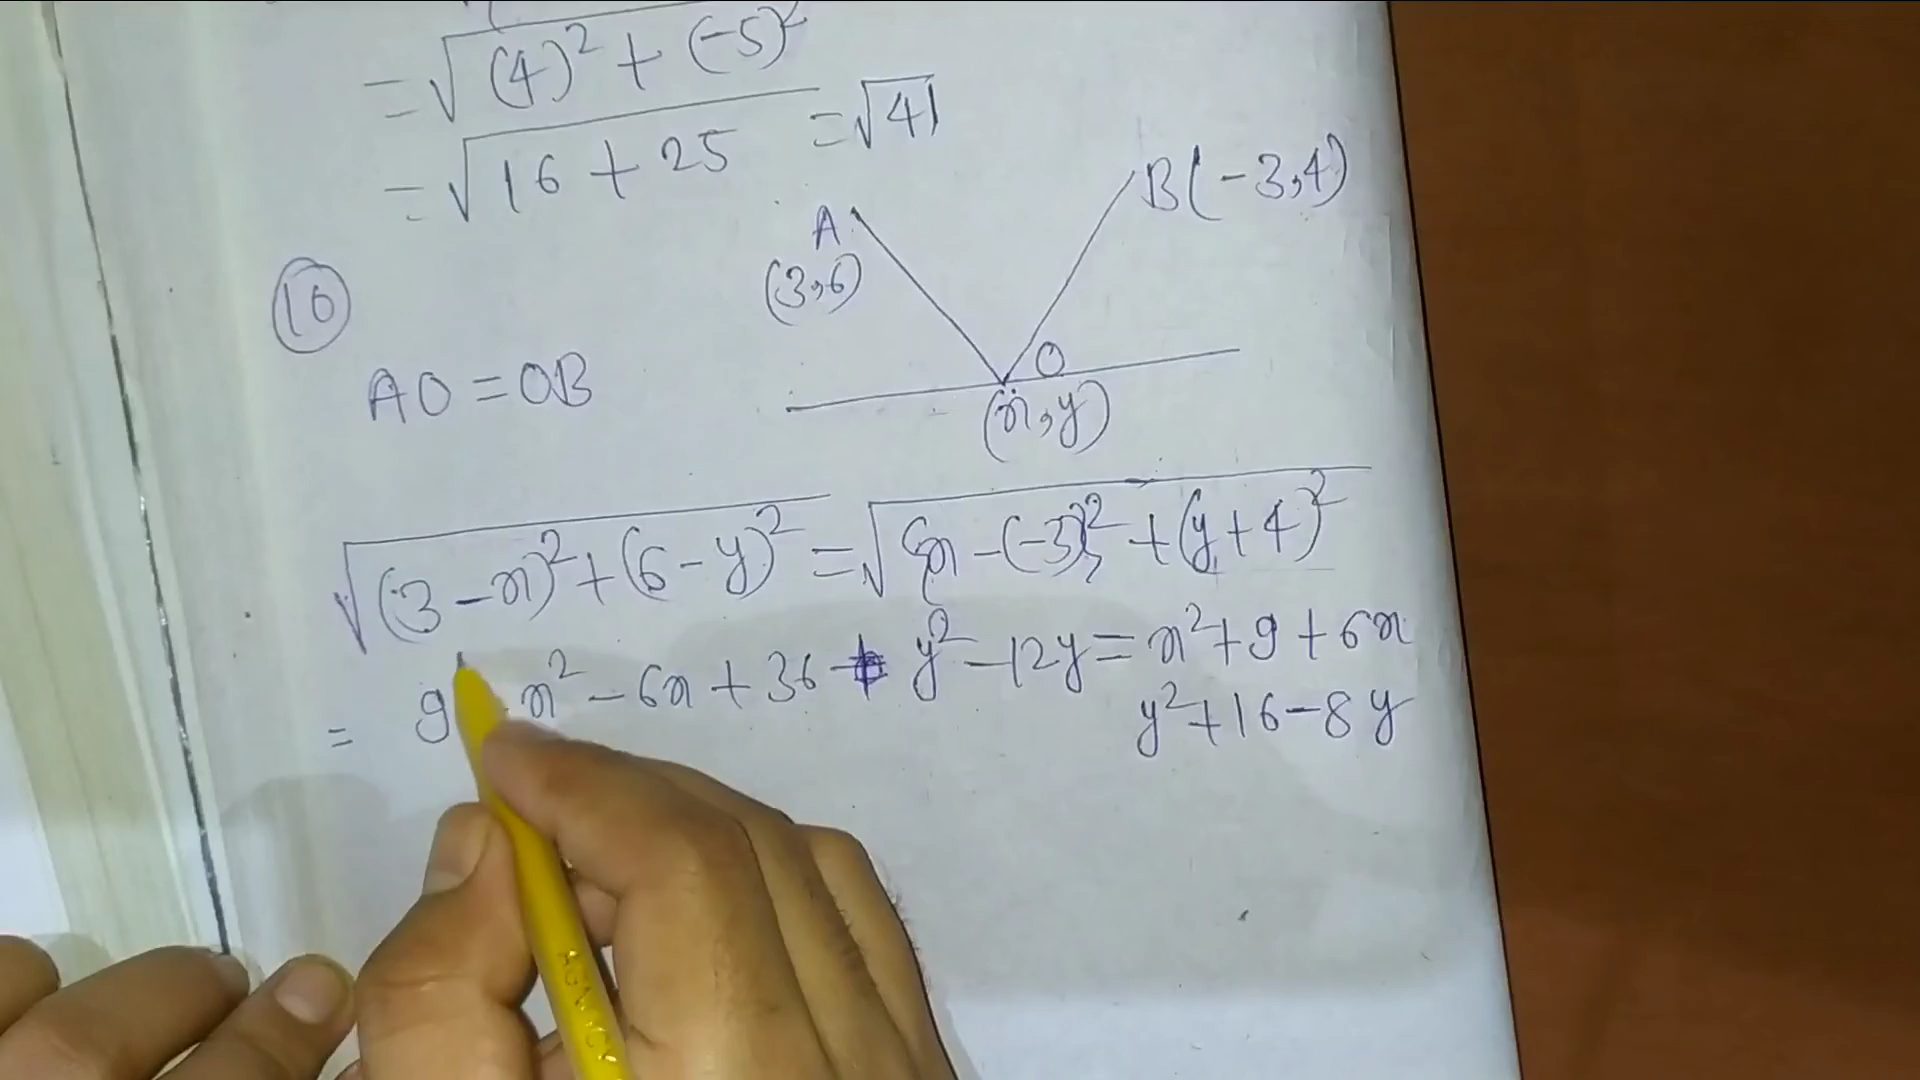 = √(4)² + (-5)²
= √16 + 25 = √41
B(-3,4)
A
(3,6)
(10)
O
AO = OB
(x,y)
√(3-x)² + (6-y)² = √{x-(-3)}² + (y+4)²
= 9 x² - 6x + 36 + y² - 12y = x² + 9 + 6x
y² + 16 - 8y